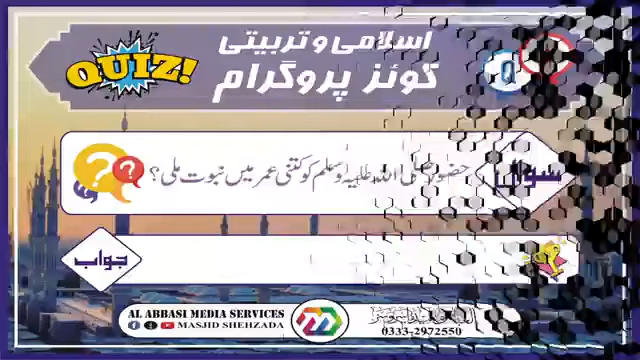 اسلامی و تربیتی
کوئز پروگرام
QUIZ!
سوال
حضور صلی اللہ علیہ وسلم کو کتنی عمر میں نبوت ملی؟
جواب
AL ABBASI MEDIA SERVICES
MASJID SHEHZADA
0333-2972550